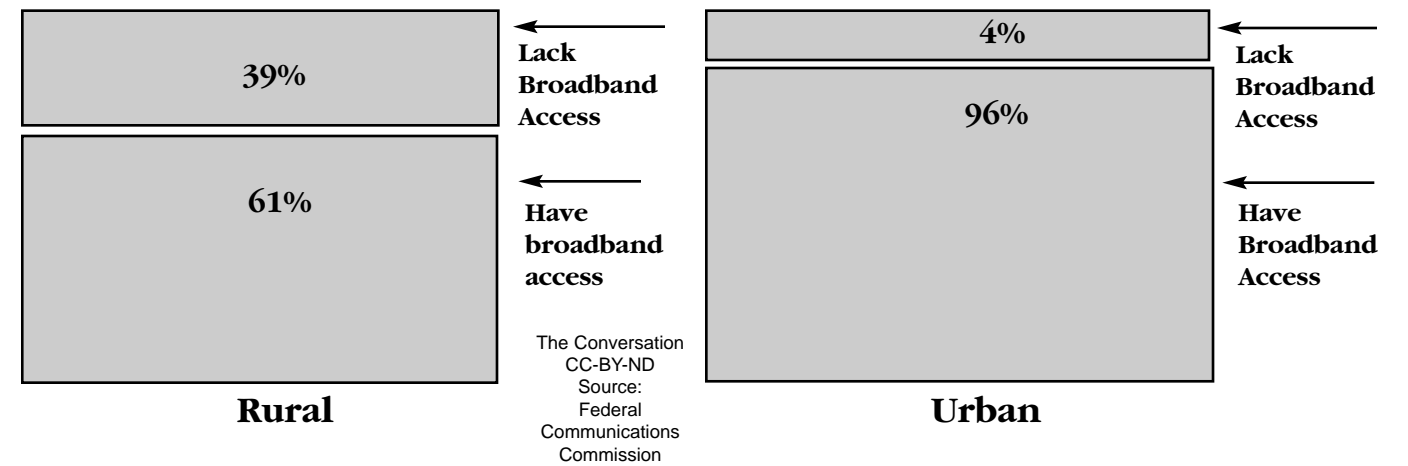 39%
Lack
Broadband
Access
61%
Have
broadband
access
Rural
The Conversation
CC-BY-ND
Source:
Federal
Communications
Commission
4%
Lack
Broadband
Access
96%
Have
Broadband
Access
Urban